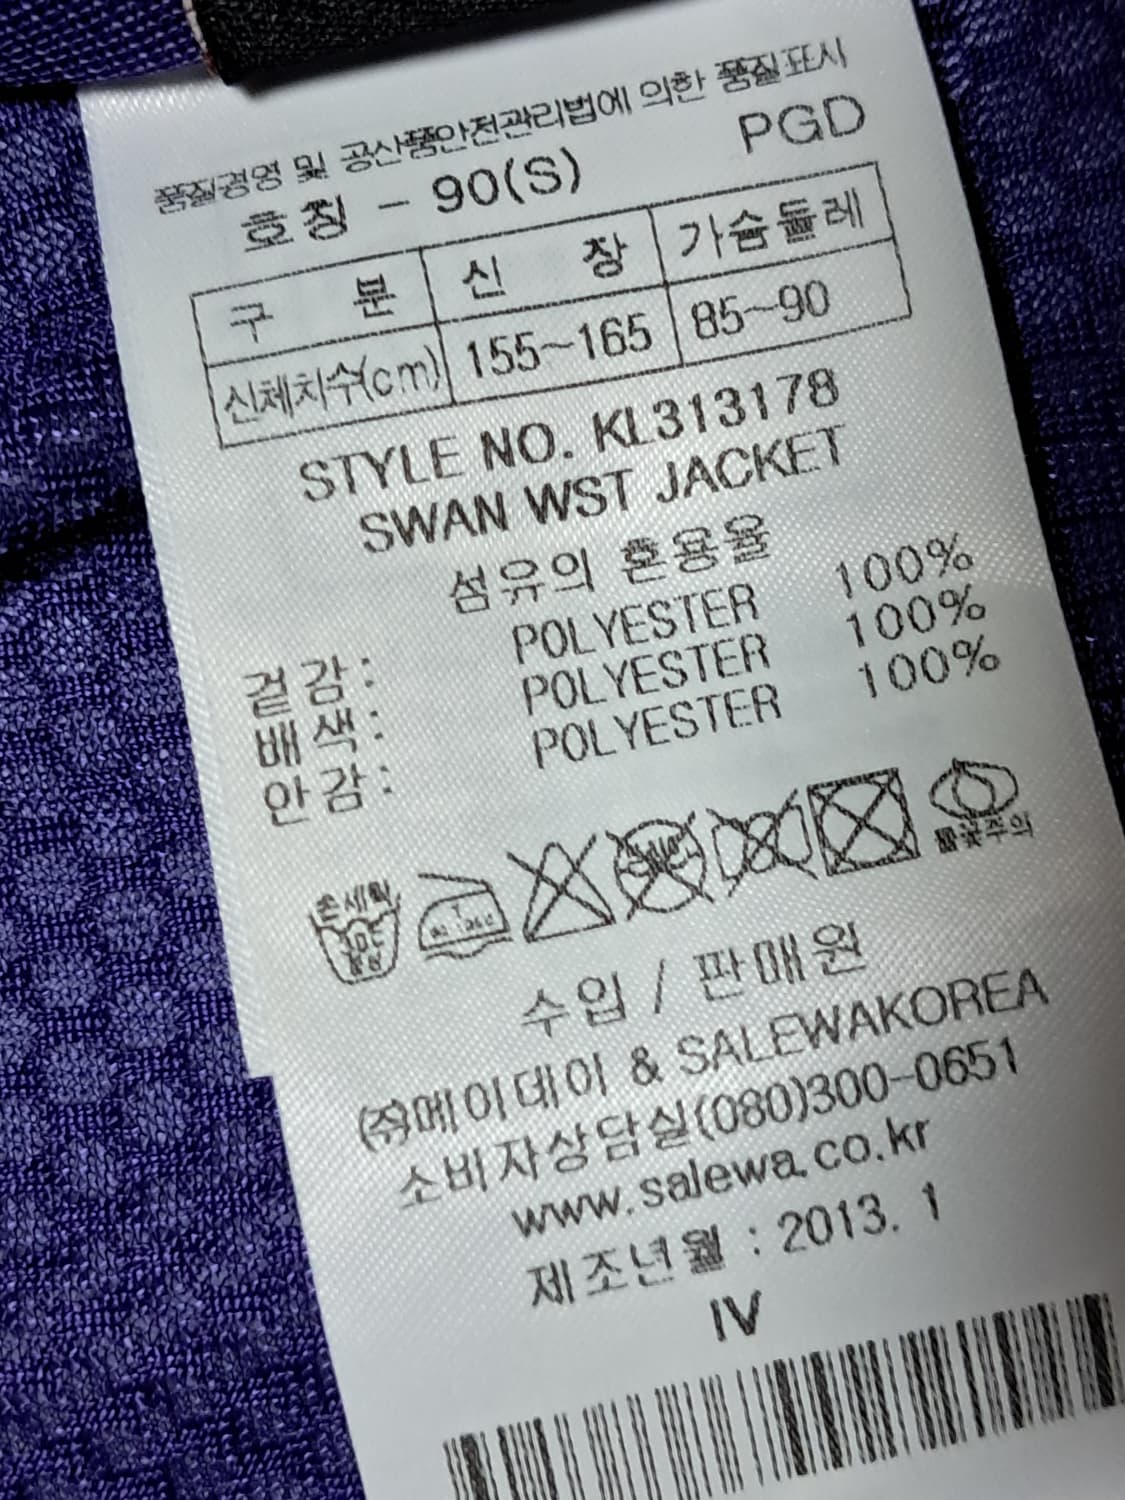 품질경영 및 공산품안전관리법에 의한 품질표시
PGD
호칭 - 90(S)
구 분 신 장 가슴둘레
신체치수(cm) 155~165 85~90
STYLE NO. KL313178
SWAN WST JACKET
섬유의 혼용율
겉감: POLYESTER 100%
배색: POLYESTER 100%
안감: POLYESTER 100%
손세탁
불꽃주의
수입 / 판매원
(주)메이데이 & SALEWAKOREA
소비자상담실(080)300-0651
www.salewa.co.kr
제조년월 : 2013. 1
IV